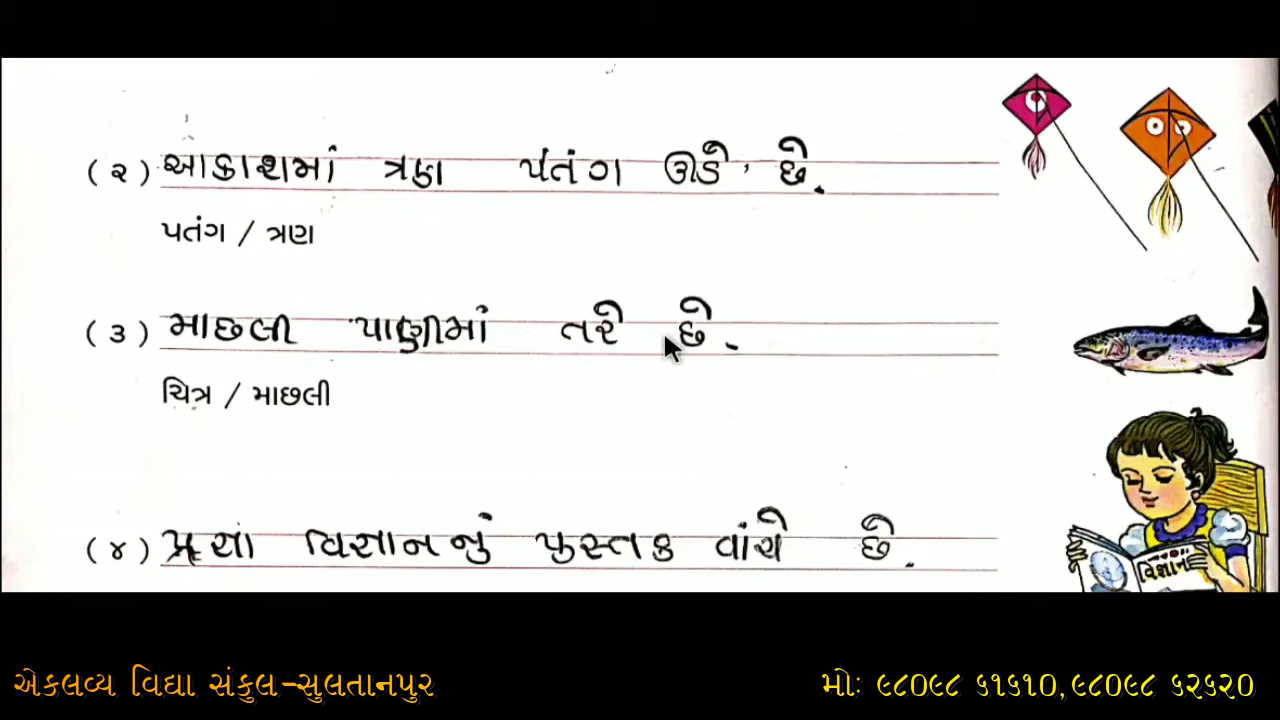 (૨) આકાશમાં ત્રણ પતંગ ઊડે છે.
પતંગ / ત્રણ
(૩) માછલી પાણીમાં તરે છે.
ચિત્ર / માછલી
(૪) પ્રજ્ઞા વિજ્ઞાનનું પુસ્તક વાંચે છે.
વિજ્ઞાન
એકલવ્ય વિદ્યા સંકુલ-સુલતાનપુર
મોઃ ૯૮૦૯૮ ૬૧૬૧૦,૯૮૦૯૮ ૬૨૬૨૦